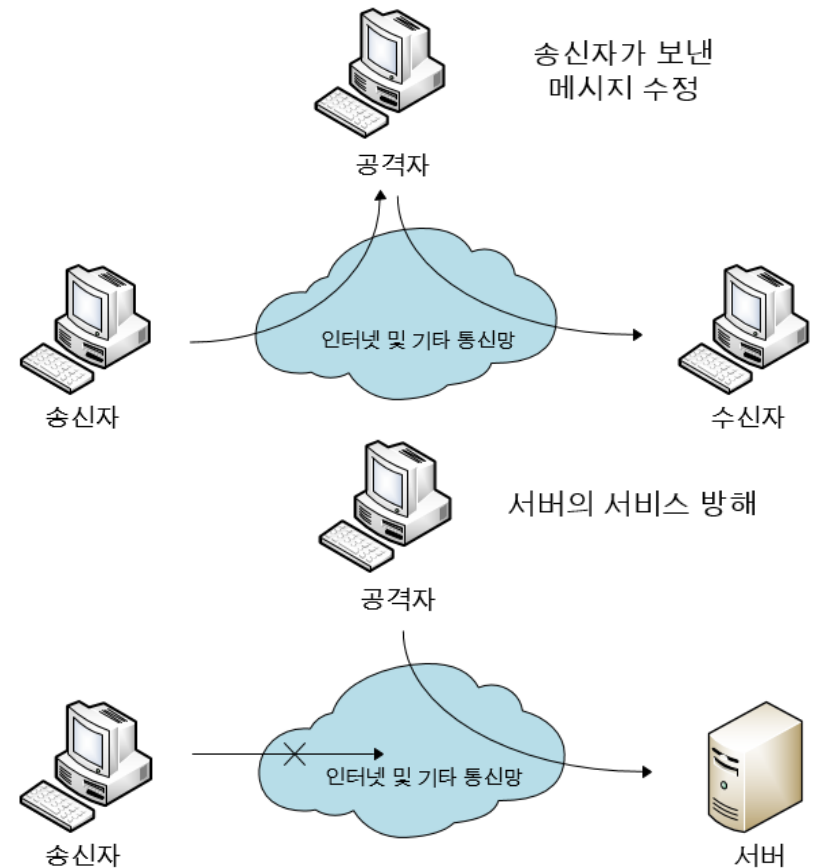 송신자가 보낸
메시지 수정
공격자
인터넷 및 기타 통신망
송신자
수신자
서버의 서비스 방해
공격자
인터넷 및 기타 통신망
송신자
서버